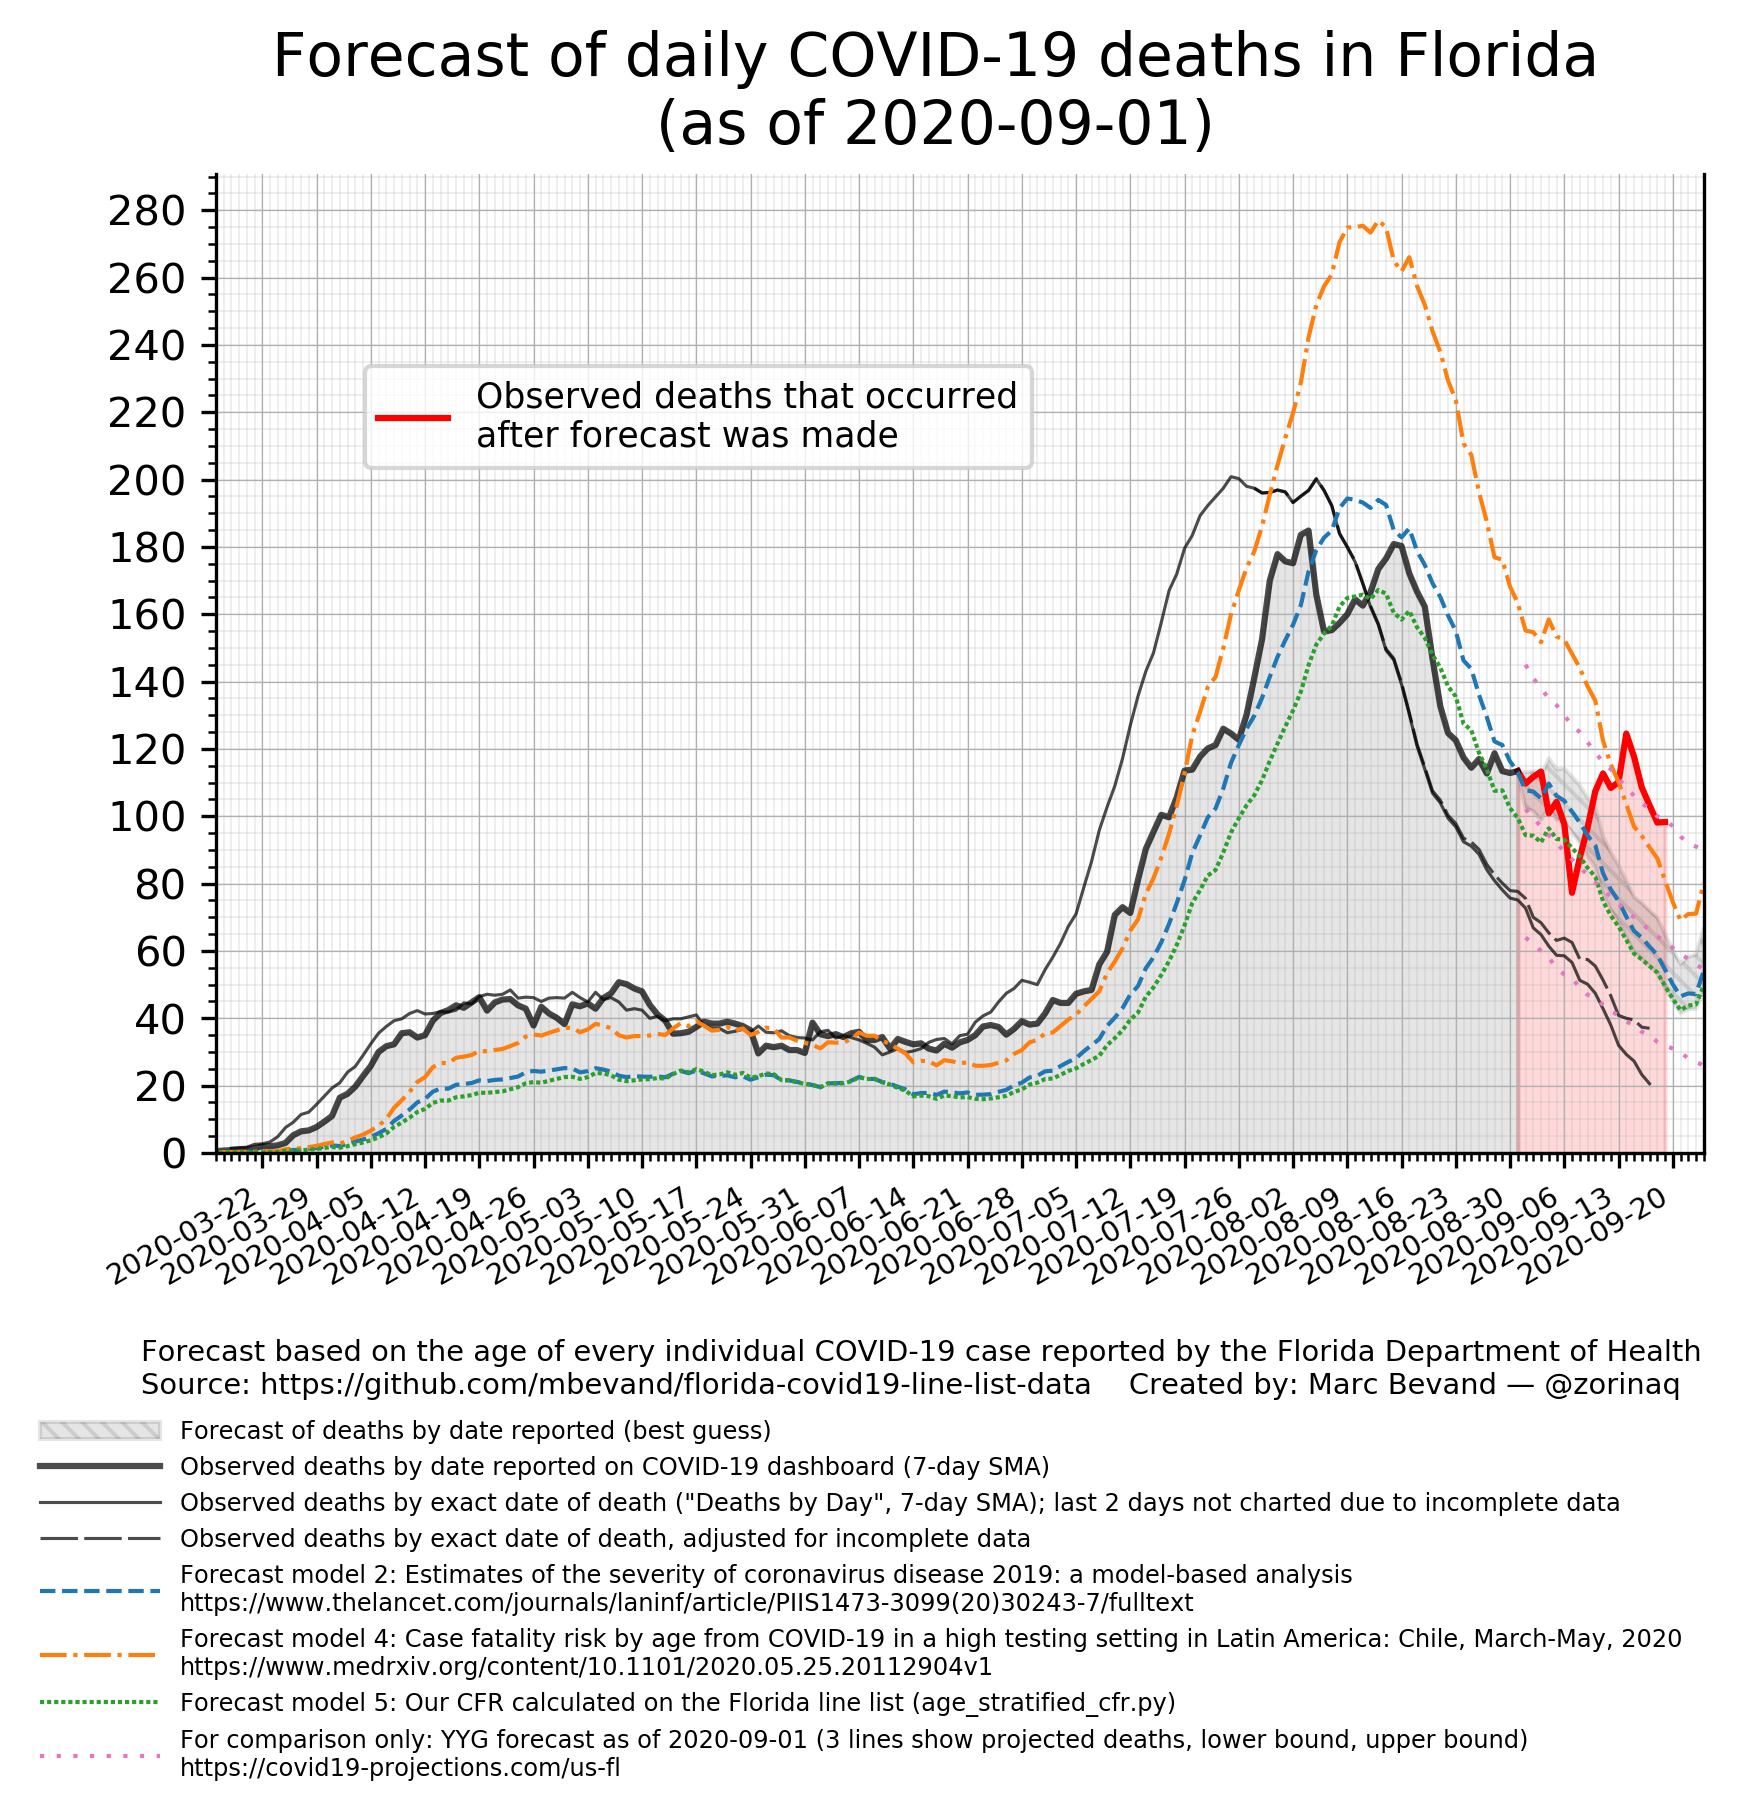 Forecast of daily COVID-19 deaths in Florida
(as of 2020-09-01)
280
260
240
220
200
180
160
140
120
100
80
60
40
20
0
Observed deaths that occurred
after forecast was made
2020-03-22
2020-03-29
2020-04-05
2020-04-12
2020-04-19
2020-04-26
2020-05-03
2020-05-10
2020-05-17
2020-05-24
2020-05-31
2020-06-07
2020-06-14
2020-06-21
2020-06-28
2020-07-05
2020-07-12
2020-07-19
2020-07-26
2020-08-02
2020-08-09
2020-08-16
2020-08-23
2020-08-30
2020-09-06
2020-09-13
2020-09-20
Forecast based on the age of every individual COVID-19 case reported by the Florida Department of Health
Source: https://github.com/mbevand/florida-covid19-line-list-data    Created by: Marc Bevand — @zorinaq
Forecast of deaths by date reported (best guess)
Observed deaths by date reported on COVID-19 dashboard (7-day SMA)
Observed deaths by exact date of death ("Deaths by Day", 7-day SMA); last 2 days not charted due to incomplete data
Observed deaths by exact date of death, adjusted for incomplete data
Forecast model 2: Estimates of the severity of coronavirus disease 2019: a model-based analysis
https://www.thelancet.com/journals/laninf/article/PIIS1473-3099(20)30243-7/fulltext
Forecast model 4: Case fatality risk by age from COVID-19 in a high testing setting in Latin America: Chile, March-May, 2020
https://www.medrxiv.org/content/10.1101/2020.05.25.20112904v1
Forecast model 5: Our CFR calculated on the Florida line list (age_stratified_cfr.py)
For comparison only: YYG forecast as of 2020-09-01 (3 lines show projected deaths, lower bound, upper bound)
https://covid19-projections.com/us-fl